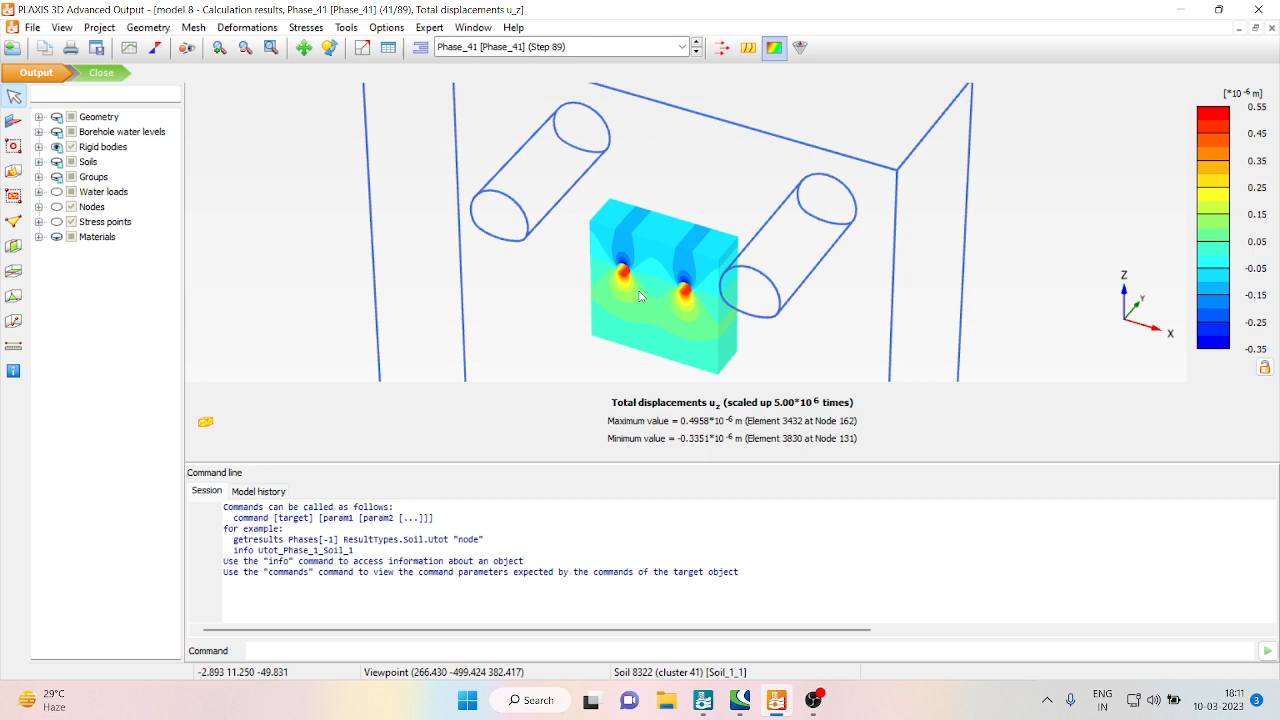 PLAXIS 3D Advanced Output - [model 8 - Calculation results, Phase_41 [Phase_41] (41/89), Total displacements u_z]
File View Project Geometry Mesh Deformations Stresses Tools Options Expert Window Help
Phase_41 [Phase_41] (Step 89)
Output Close
Geometry
Borehole water levels
Rigid bodies
Soils
Groups
Water loads
Nodes
Stress points
Materials
[*10-6 m]
0.55
0.45
0.35
0.25
0.15
0.05
-0.05
-0.15
-0.25
-0.35
Z
Y
X
Total displacements uz (scaled up 5.00*10 6 times)
Maximum value = 0.4958*10 -6 m (Element 3432 at Node 162)
Minimum value = -0.3351*10 -6 m (Element 3830 at Node 131)
Command line
Session Model history
Commands can be called as follows:
command [target] [param1 [param2 [...]]]
for example:
getresults Phases[-1] ResultTypes.Soil.Utot "node"
info Utot_Phase_1_Soil_1
Use the "info" command to access information about an object
Use the "commands" command to view the command parameters expected by the commands of the target object
Command
-2.893 11.250 -49.831 Viewpoint (266.430 -499.424 382.417) Soil 8322 (cluster 41) [Soil_1_1]
29°C
Haze
Search
ENG
IN
18:11
10-03-2023
3